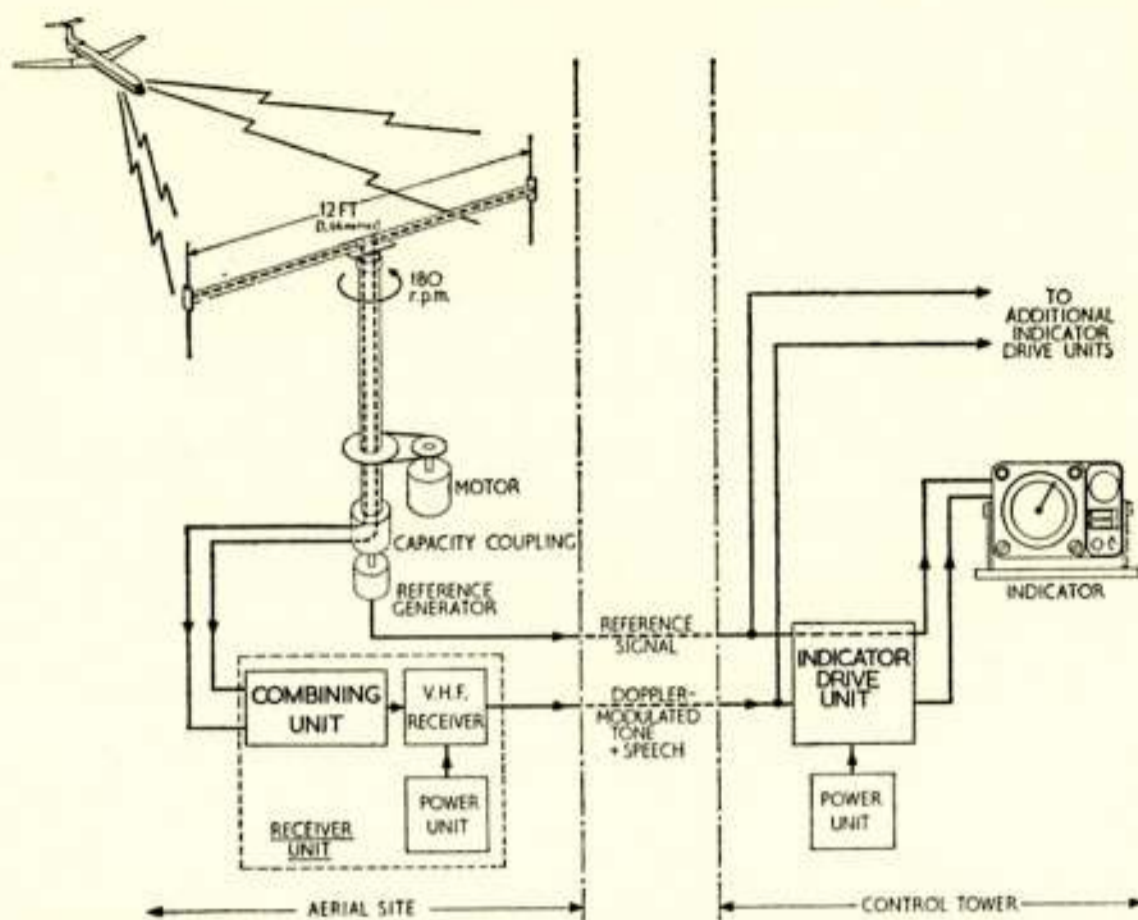 12 FT
180
r.p.m.
TO
ADDITIONAL
INDICATOR
DRIVE UNITS
MOTOR
CAPACITY COUPLING
REFERENCE
GENERATOR
INDICATOR
REFERENCE
SIGNAL
COMBINING
UNIT
V.H.F.
RECEIVER
DOPPLER-
MODULATED
TONE
+ SPEECH
INDICATOR
DRIVE
UNIT
POWER
UNIT
RECEIVER
UNIT
POWER
UNIT
AERIAL SITE
CONTROL TOWER